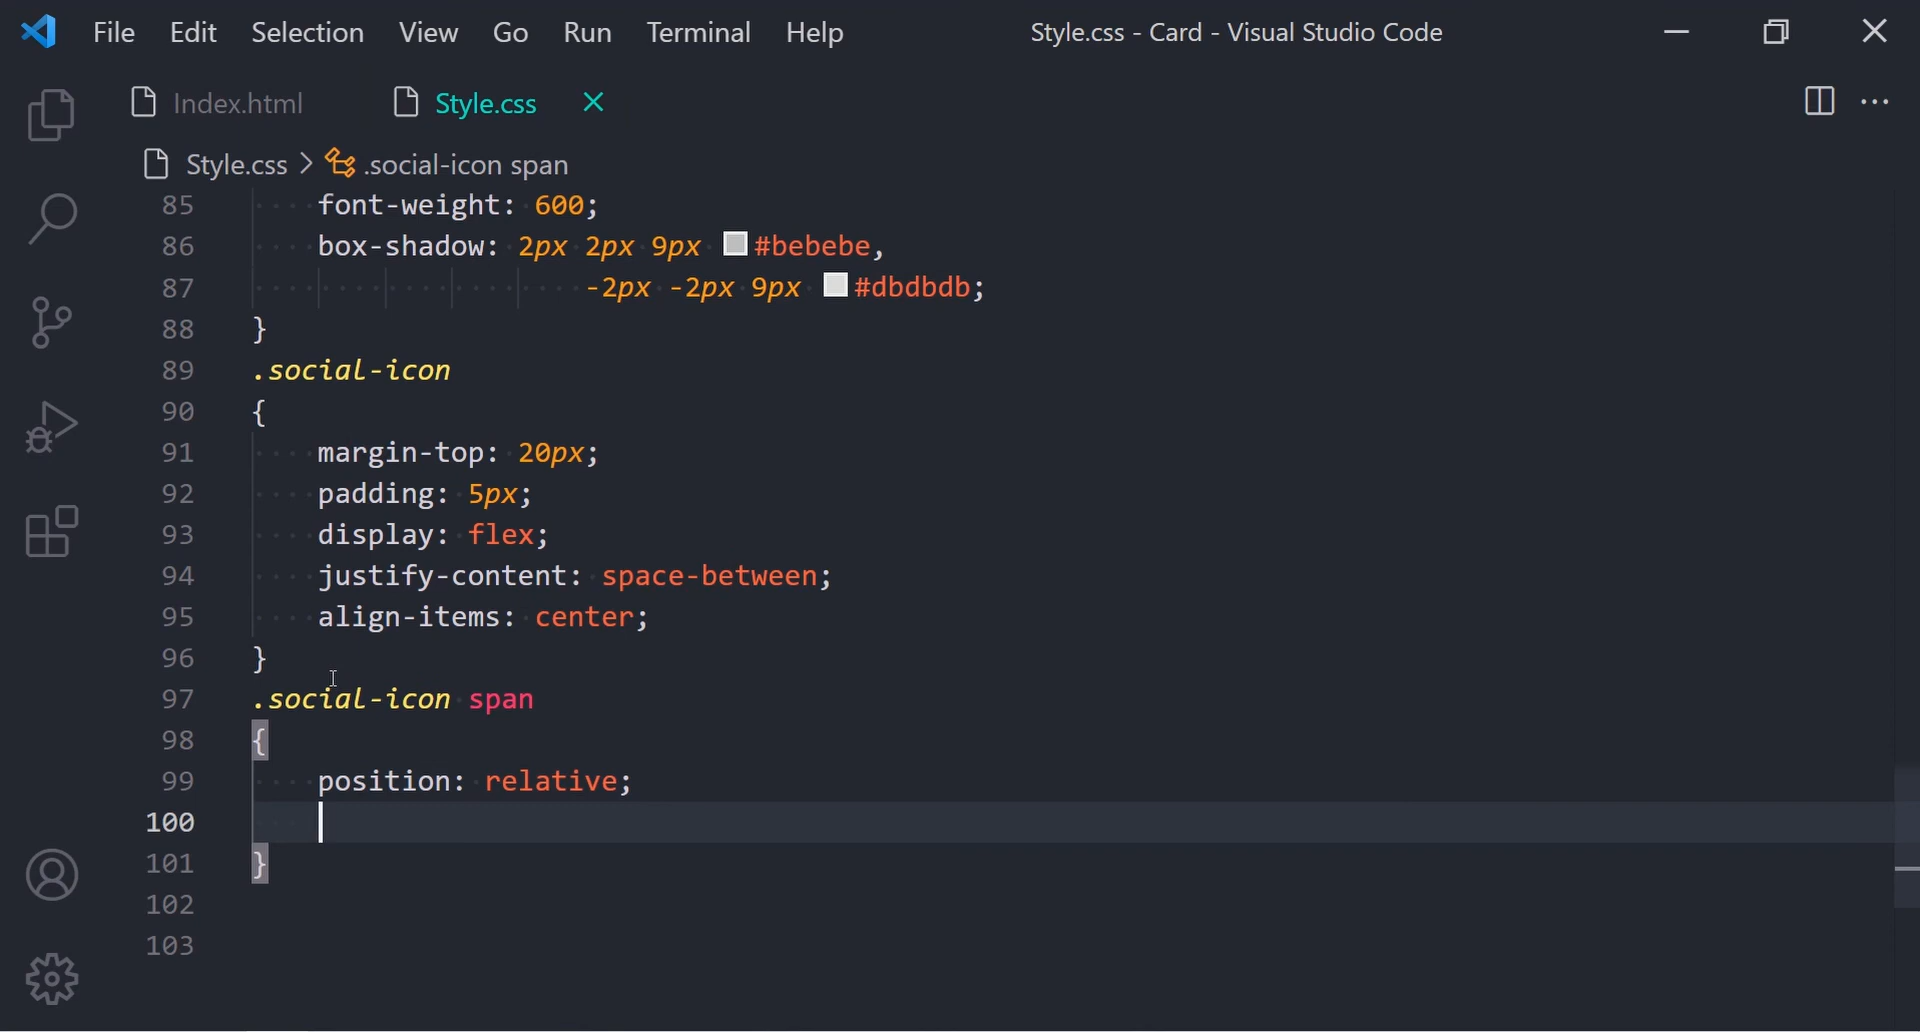 File Edit Selection View Go Run Terminal Help Style.css - Card - Visual Studio Code
Index.html Style.css
Style.css > .social-icon span
85 font-weight: 600;
86 box-shadow: 2px 2px 9px #bebebe,
87 -2px -2px 9px #dbdbdb;
88 }
89 .social-icon
90 {
91 margin-top: 20px;
92 padding: 5px;
93 display: flex;
94 justify-content: space-between;
95 align-items: center;
96 }
97 .social-icon span
98 {
99 position: relative;
100
101 }
102
103